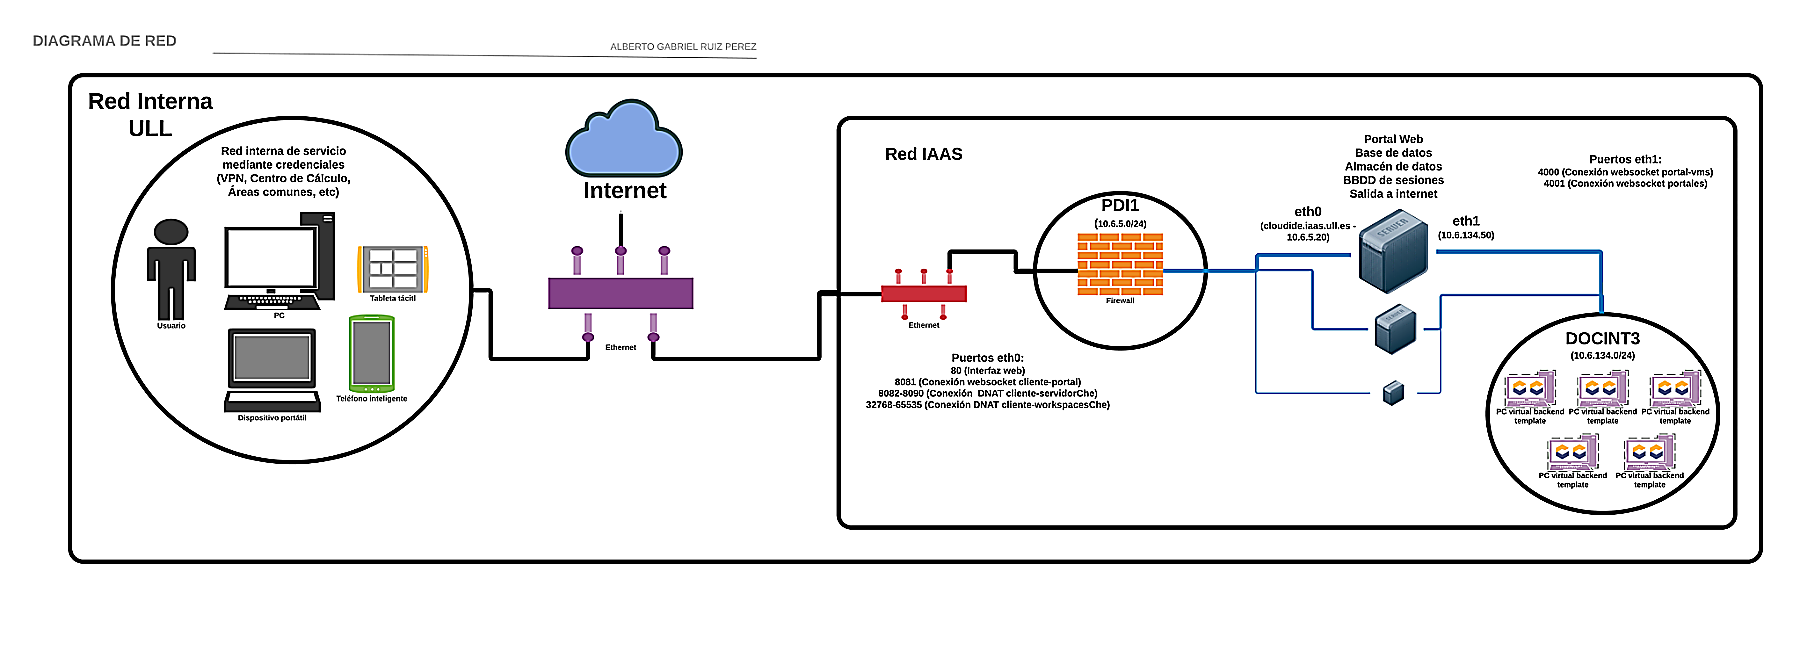 DIAGRAMA DE RED
ALBERTO GABRIEL RUIZ PEREZ
Red Interna
ULL
Red interna de servicio
mediante credenciales
(VPN, Centro de Cálculo,
Áreas comunes, etc)
Usuario
PC
Tableta táctil
Dispositivo portátil
Teléfono inteligente
Internet
Ethernet
Red IAAS
Ethernet
Puertos eth0:
80 (Interfaz web)
8081 (Conexión websocket cliente-portal)
8082-8090 (Conexión DNAT cliente-servidorChe)
32768-65535 (Conexión DNAT cliente-workspacesChe)
PDI1
(10.6.5.0/24)
Firewall
eth0
(cloudide.iaas.ull.es -
10.6.5.20)
Portal Web
Base de datos
Almacén de datos
BBDD de sesiones
Salida a internet
SERVER
SERVER
eth1
(10.6.134.50)
Puertos eth1:
4000 (Conexión websocket portal-vms)
4001 (Conexión websocket portales)
DOCINT3
(10.6.134.0/24)
PC virtual backend
template
PC virtual backend
template
PC virtual backend
template
PC virtual backend
template
PC virtual backend
template